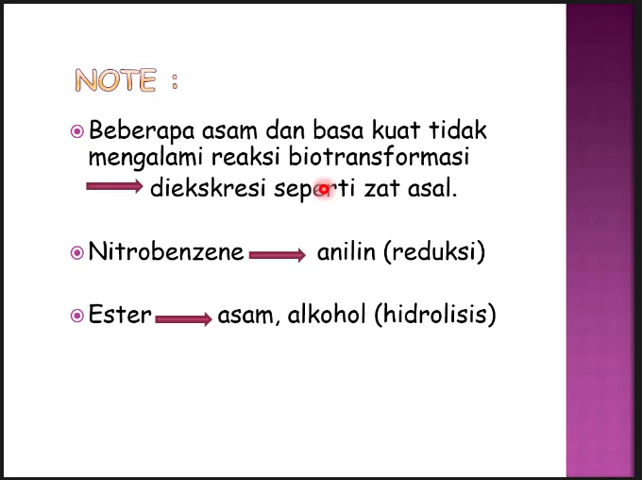 NOTE :
Beberapa asam dan basa kuat tidak
mengalami reaksi biotransformasi
diekskresi seperti zat asal.
Nitrobenzene anilin (reduksi)
Ester asam, alkohol (hidrolisis)